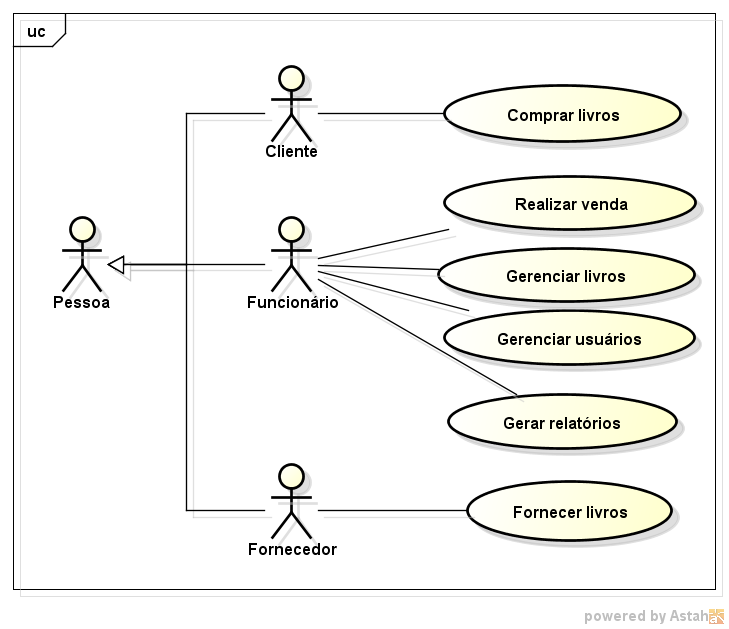 uc
Cliente
Comprar livros
Realizar venda
Pessoa
Funcionário
Gerenciar livros
Gerenciar usuários
Gerar relatórios
Fornecedor
Fornecer livros
powered by Astah